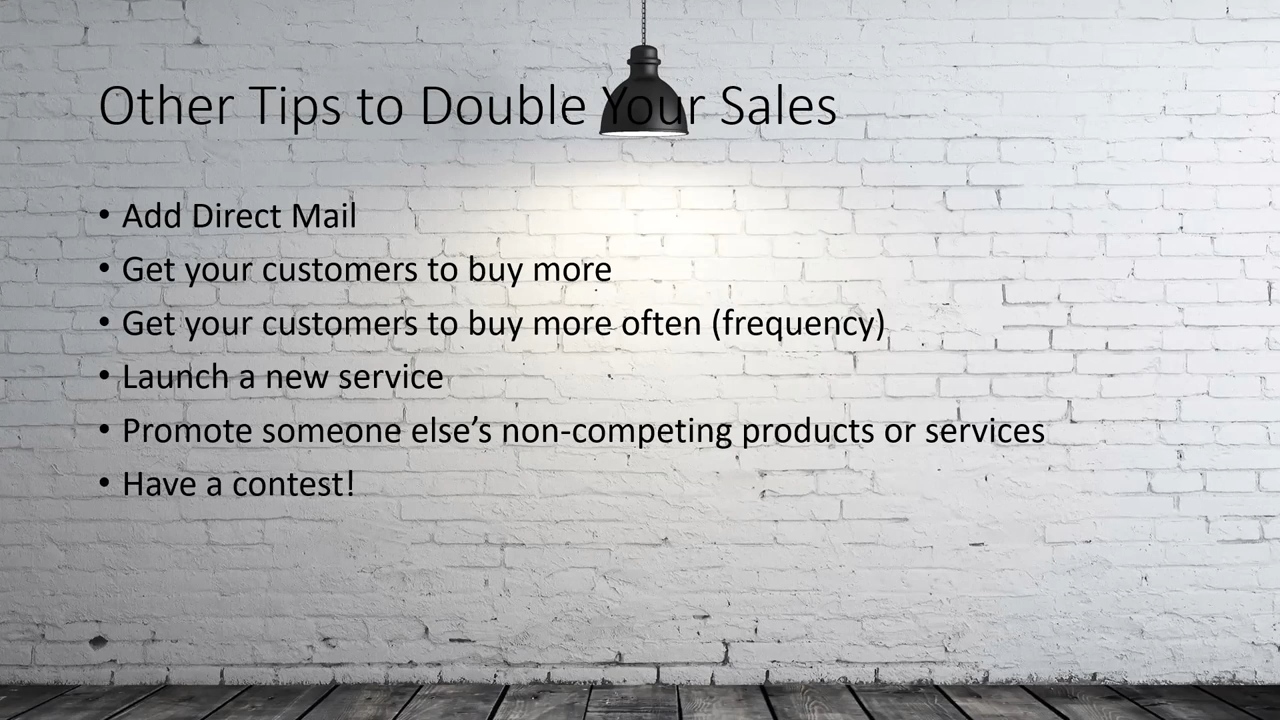 Other Tips to Double Your Sales
• Add Direct Mail
• Get your customers to buy more
• Get your customers to buy more often (frequency)
• Launch a new service
• Promote someone else’s non-competing products or services
• Have a contest!